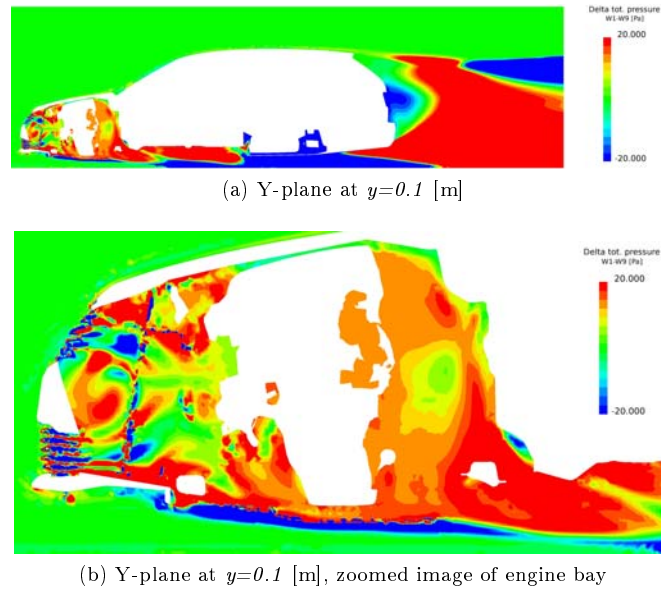 Delta tot. pressure
W1-W9 [Pa]
20.000
-20.000
(a) Y-plane at y=0.1 [m]
Delta tot. pressure
W1-W9 [Pa]
20.000
-20.000
(b) Y-plane at y=0.1 [m], zoomed image of engine bay